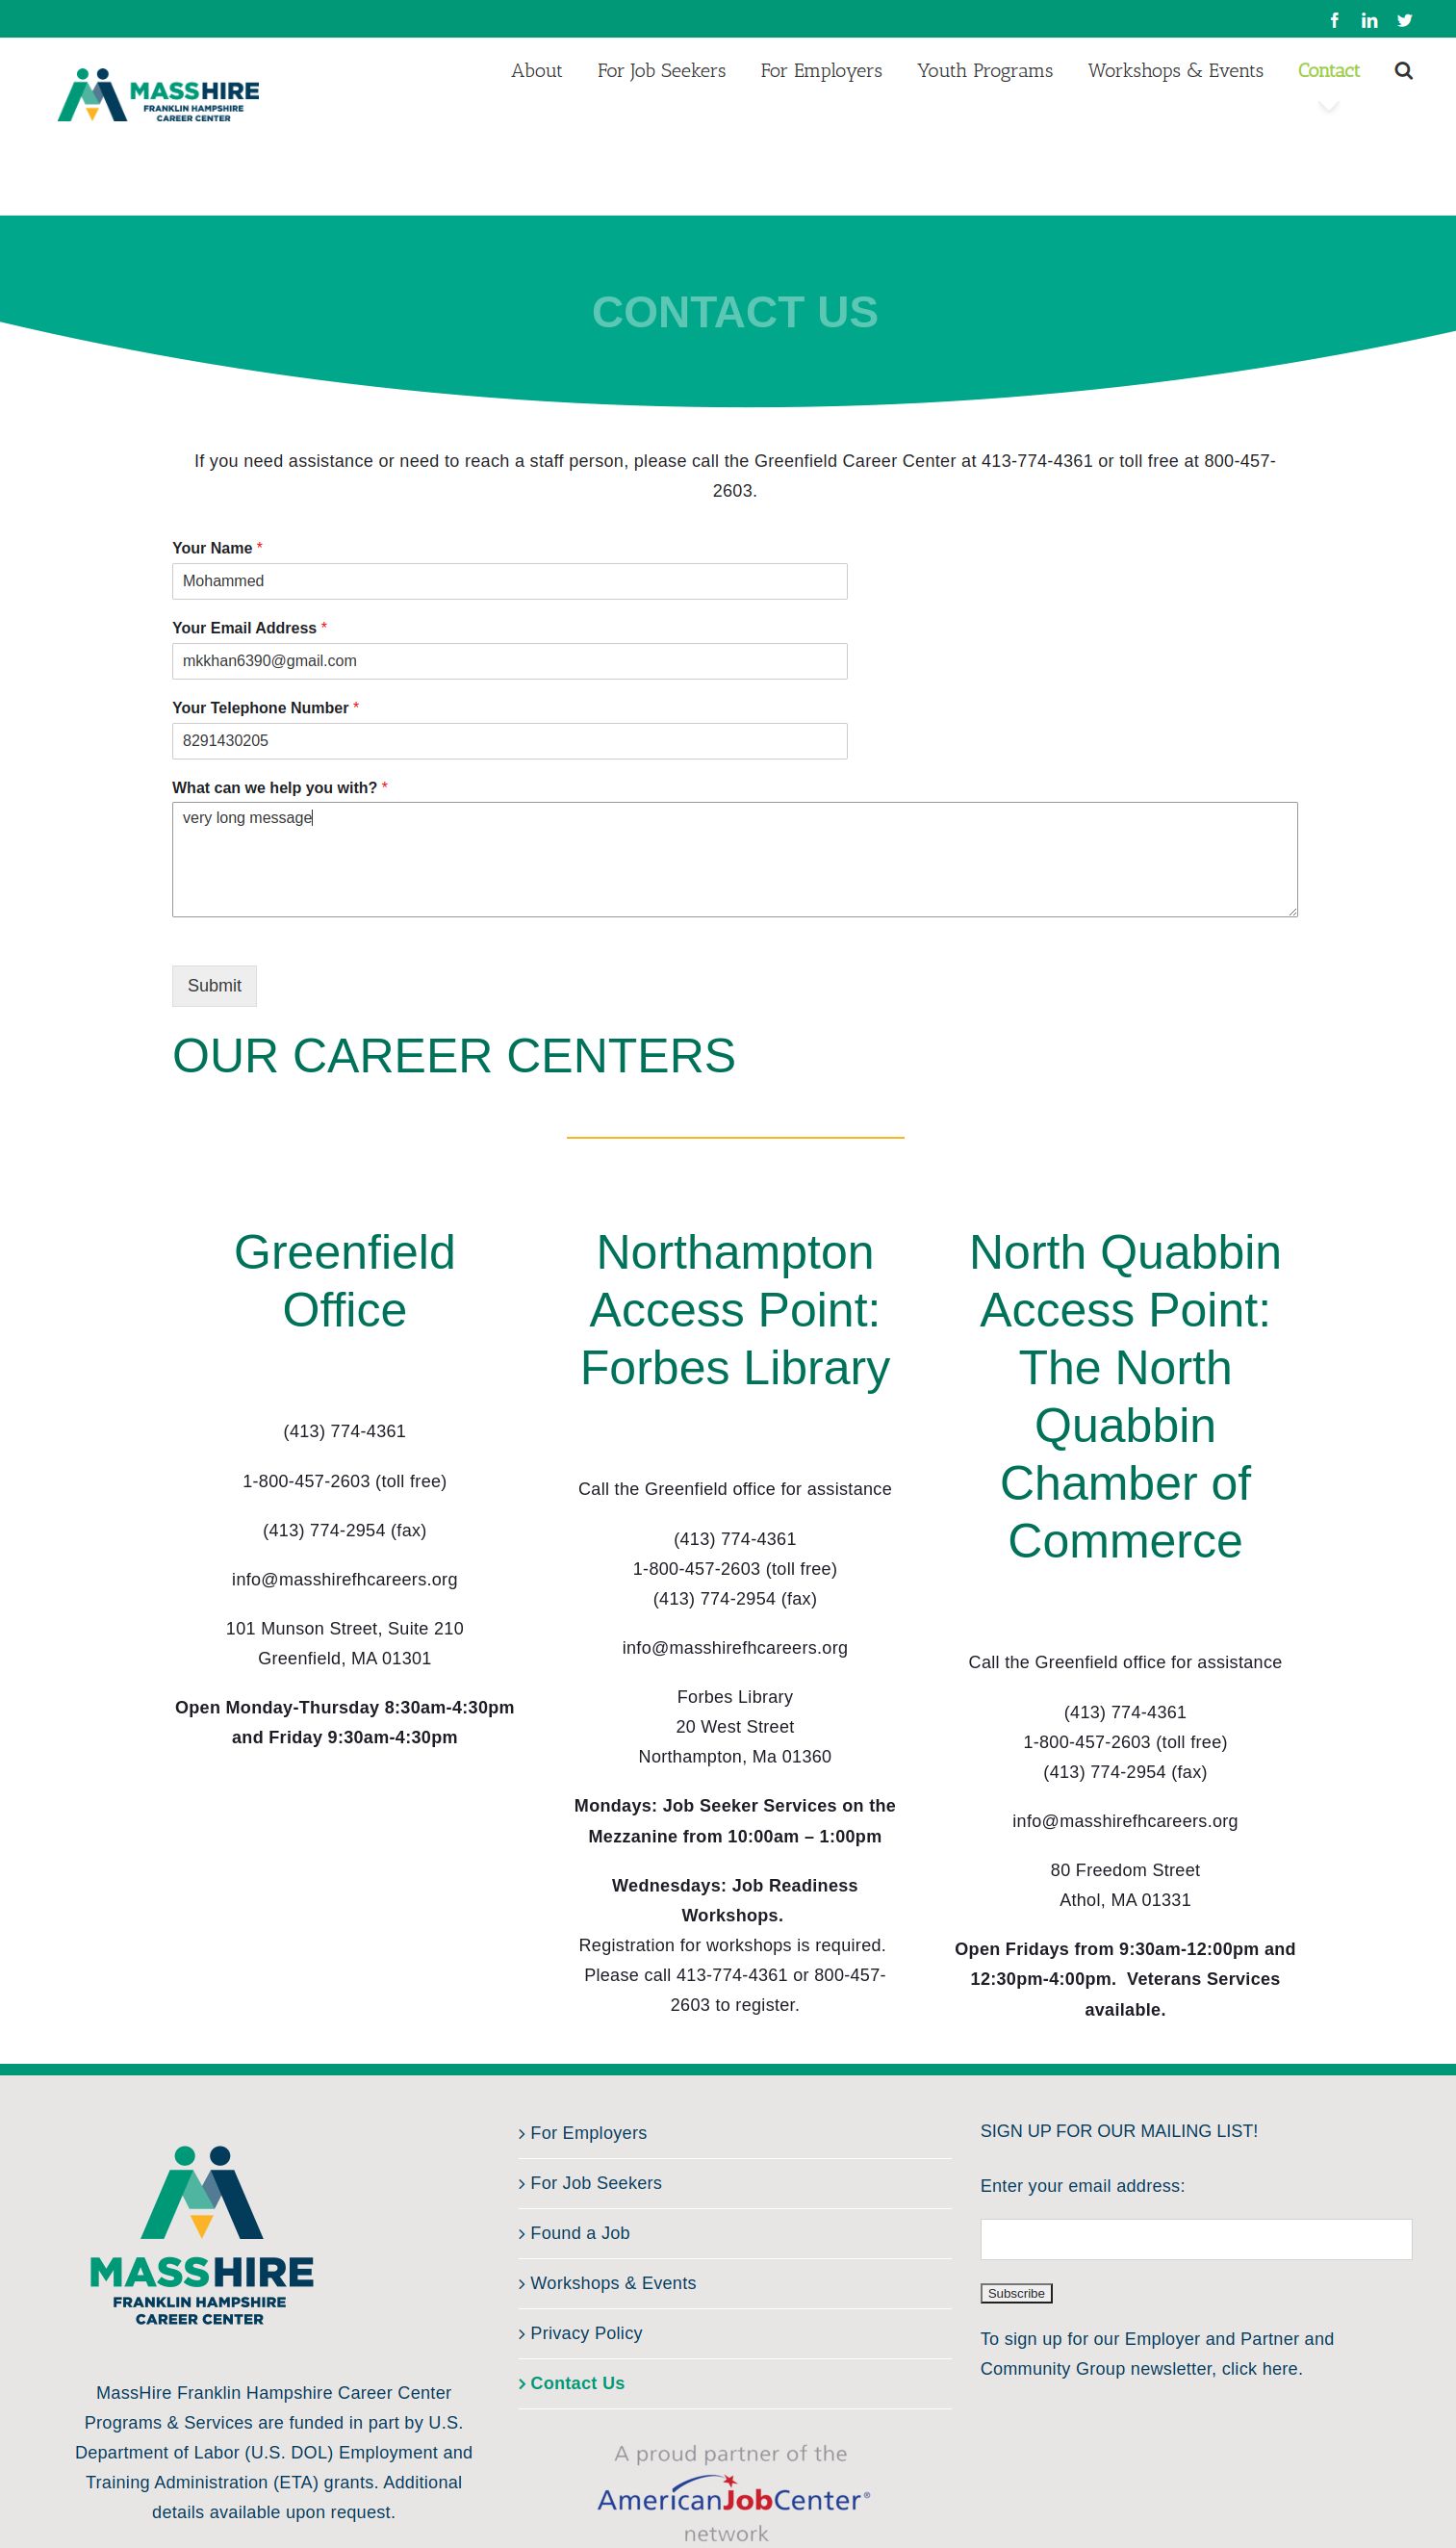 MASSHIRE
FRANKLIN HAMPSHIRE
CAREER CENTER
About
For Job Seekers
For Employers
Youth Programs
Workshops & Events
Contact
CONTACT US
If you need assistance or need to reach a staff person, please call the Greenfield Career Center at 413-774-4361 or toll free at 800-457-
2603.
Your Name *
Mohammed
Your Email Address *
mkkhan6390@gmail.com
Your Telephone Number *
8291430205
What can we help you with? *
very long message
Submit
OUR CAREER CENTERS
Greenfield
Office
(413) 774-4361
1-800-457-2603 (toll free)
(413) 774-2954 (fax)
info@masshirefhcareers.org
101 Munson Street, Suite 210
Greenfield, MA 01301
Open Monday-Thursday 8:30am-4:30pm
and Friday 9:30am-4:30pm
Northampton
Access Point:
Forbes Library
Call the Greenfield office for assistance
(413) 774-4361
1-800-457-2603 (toll free)
(413) 774-2954 (fax)
info@masshirefhcareers.org
Forbes Library
20 West Street
Northampton, Ma 01360
Mondays: Job Seeker Services on the
Mezzanine from 10:00am – 1:00pm
Wednesdays: Job Readiness
Workshops.
Registration for workshops is required.
Please call 413-774-4361 or 800-457-
2603 to register.
North Quabbin
Access Point:
The North
Quabbin
Chamber of
Commerce
Call the Greenfield office for assistance
(413) 774-4361
1-800-457-2603 (toll free)
(413) 774-2954 (fax)
info@masshirefhcareers.org
80 Freedom Street
Athol, MA 01331
Open Fridays from 9:30am-12:00pm and
12:30pm-4:00pm.  Veterans Services
available.
MASSHIRE
FRANKLIN HAMPSHIRE
CAREER CENTER
MassHire Franklin Hampshire Career Center
Programs & Services are funded in part by U.S.
Department of Labor (U.S. DOL) Employment and
Training Administration (ETA) grants. Additional
details available upon request.
For Employers
For Job Seekers
Found a Job
Workshops & Events
Privacy Policy
Contact Us
A proud partner of the
AmericanJobCenter®
network
SIGN UP FOR OUR MAILING LIST!
Enter your email address:
Subscribe
To sign up for our Employer and Partner and
Community Group newsletter, click here.